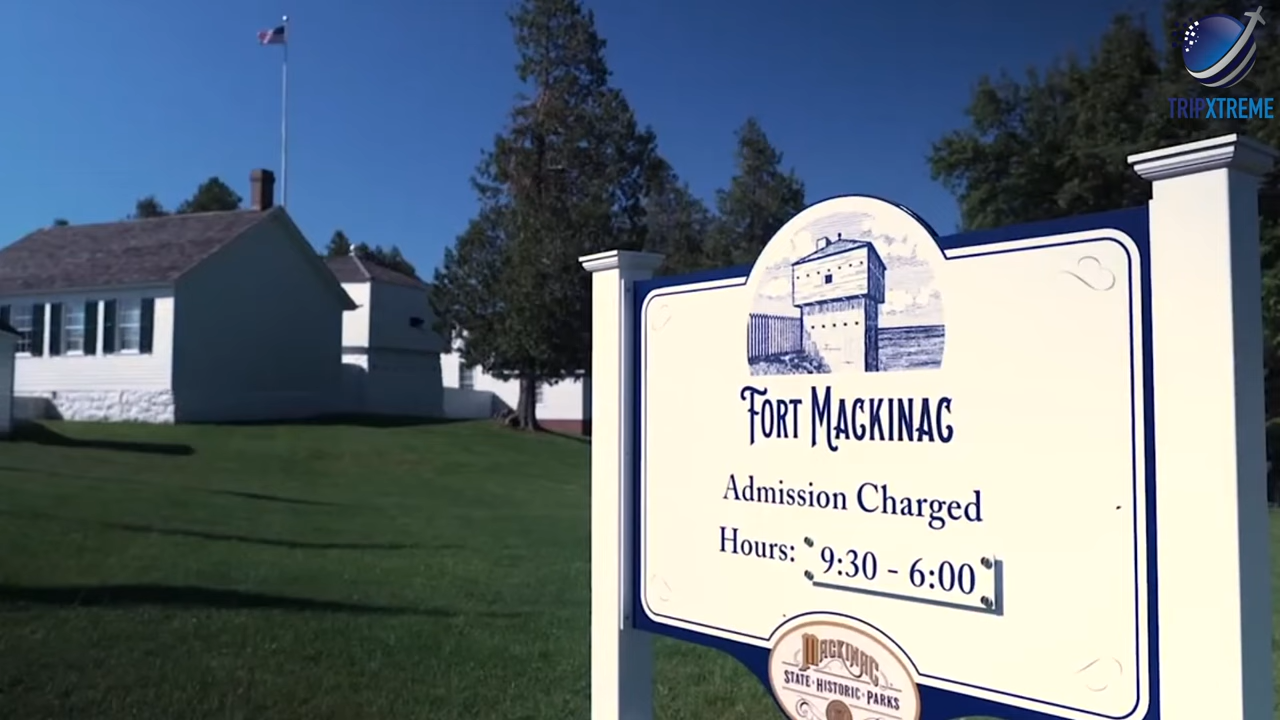 TRIPXTREME
FORT MACKINAC
Admission Charged
Hours: 9:30 - 6:00
MACKINAC
STATE · HISTORIC · PARKS